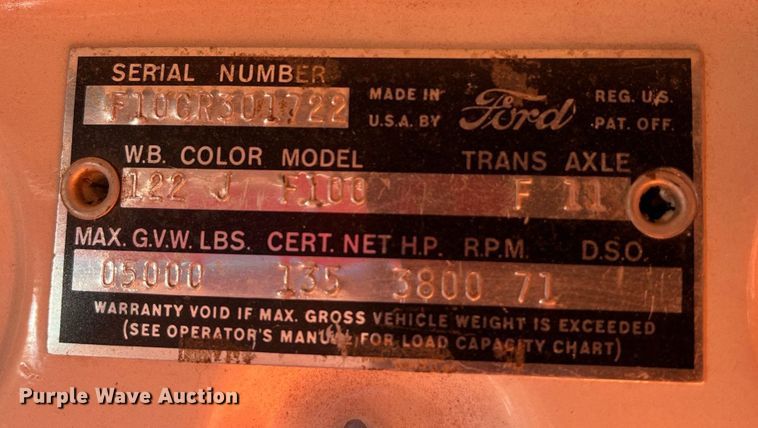 SERIAL NUMBER
F10CR301722
MADE IN
U.S.A. BY
Ford
REG. U.S.
PAT. OFF.
W.B. COLOR MODEL TRANS AXLE
122 J F100 F 11
MAX. G.V.W. LBS. CERT. NET H.P. R.P.M. D.S.O.
05000 135 3800 71
WARRANTY VOID IF MAX. GROSS VEHICLE WEIGHT IS EXCEEDED
(SEE OPERATOR'S MANUAL FOR LOAD CAPACITY CHART)
Purple Wave Auction